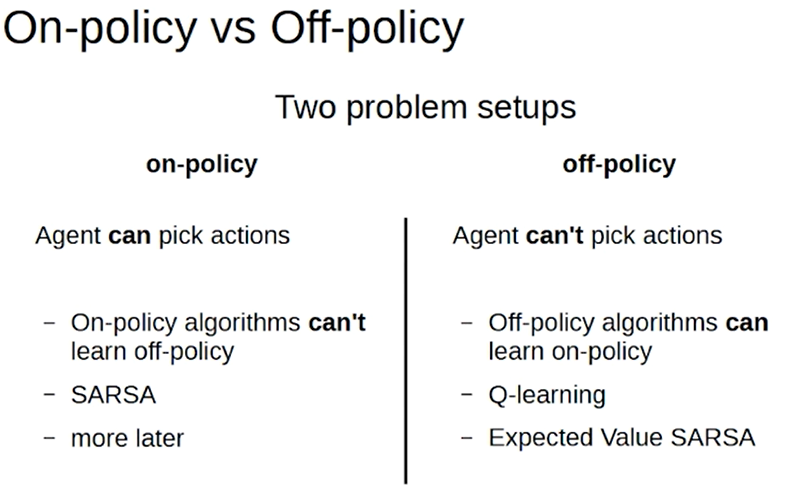 On-policy vs Off-policy
Two problem setups
on-policy
off-policy
Agent can pick actions
Agent can't pick actions
– On-policy algorithms can't
learn off-policy
– SARSA
– more later
– Off-policy algorithms can
learn on-policy
– Q-learning
– Expected Value SARSA